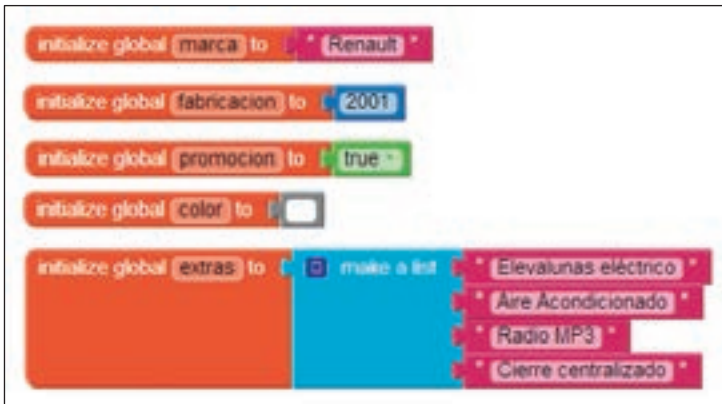 initialize global marca to " Renault "
initialize global fabricacion to 2001
initialize global promocion to true
initialize global color to
initialize global extras to make a list " Elevalunas eléctrico "
" Aire Acondicionado "
" Radio MP3 "
" Cierre centralizado "